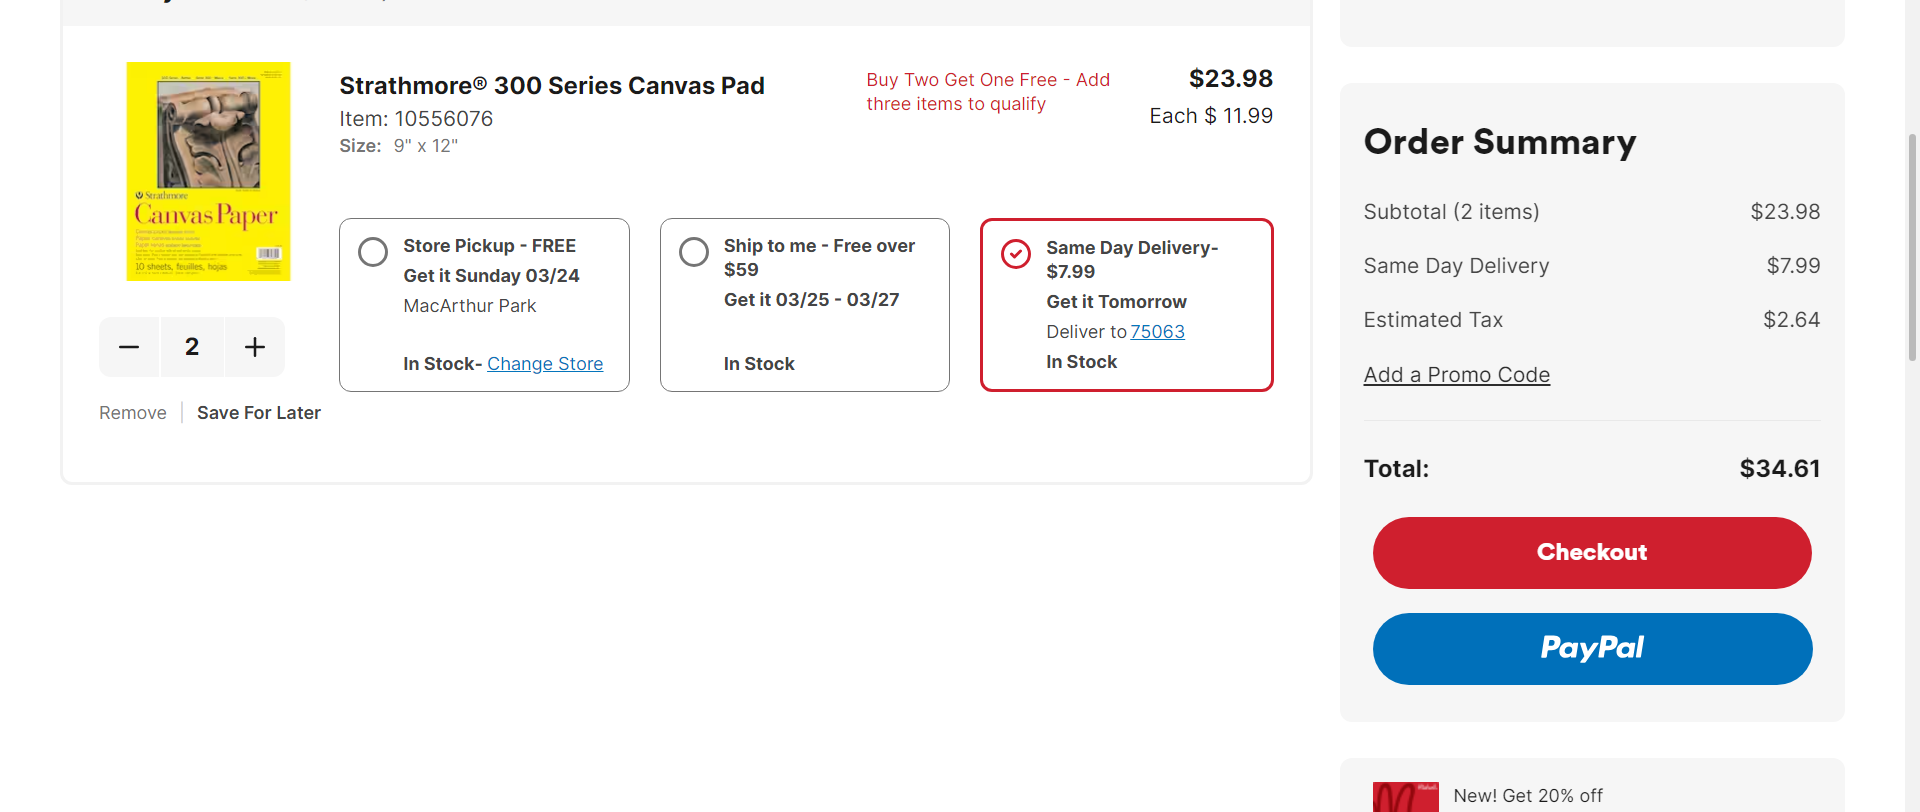 Strathmore
Canvas Paper
10 sheets, feuilles, hojas
2
Remove
Save For Later
Strathmore® 300 Series Canvas Pad
Item: 10556076
Size: 9" x 12"
Buy Two Get One Free - Add
three items to qualify
$23.98
Each $ 11.99
Store Pickup - FREE
Get it Sunday 03/24
MacArthur Park
In Stock- Change Store
Ship to me - Free over
$59
Get it 03/25 - 03/27
In Stock
Same Day Delivery-
$7.99
Get it Tomorrow
Deliver to 75063
In Stock
Order Summary
Subtotal (2 items) $23.98
Same Day Delivery $7.99
Estimated Tax $2.64
Add a Promo Code
Total: $34.61
Checkout
PayPal
New! Get 20% off